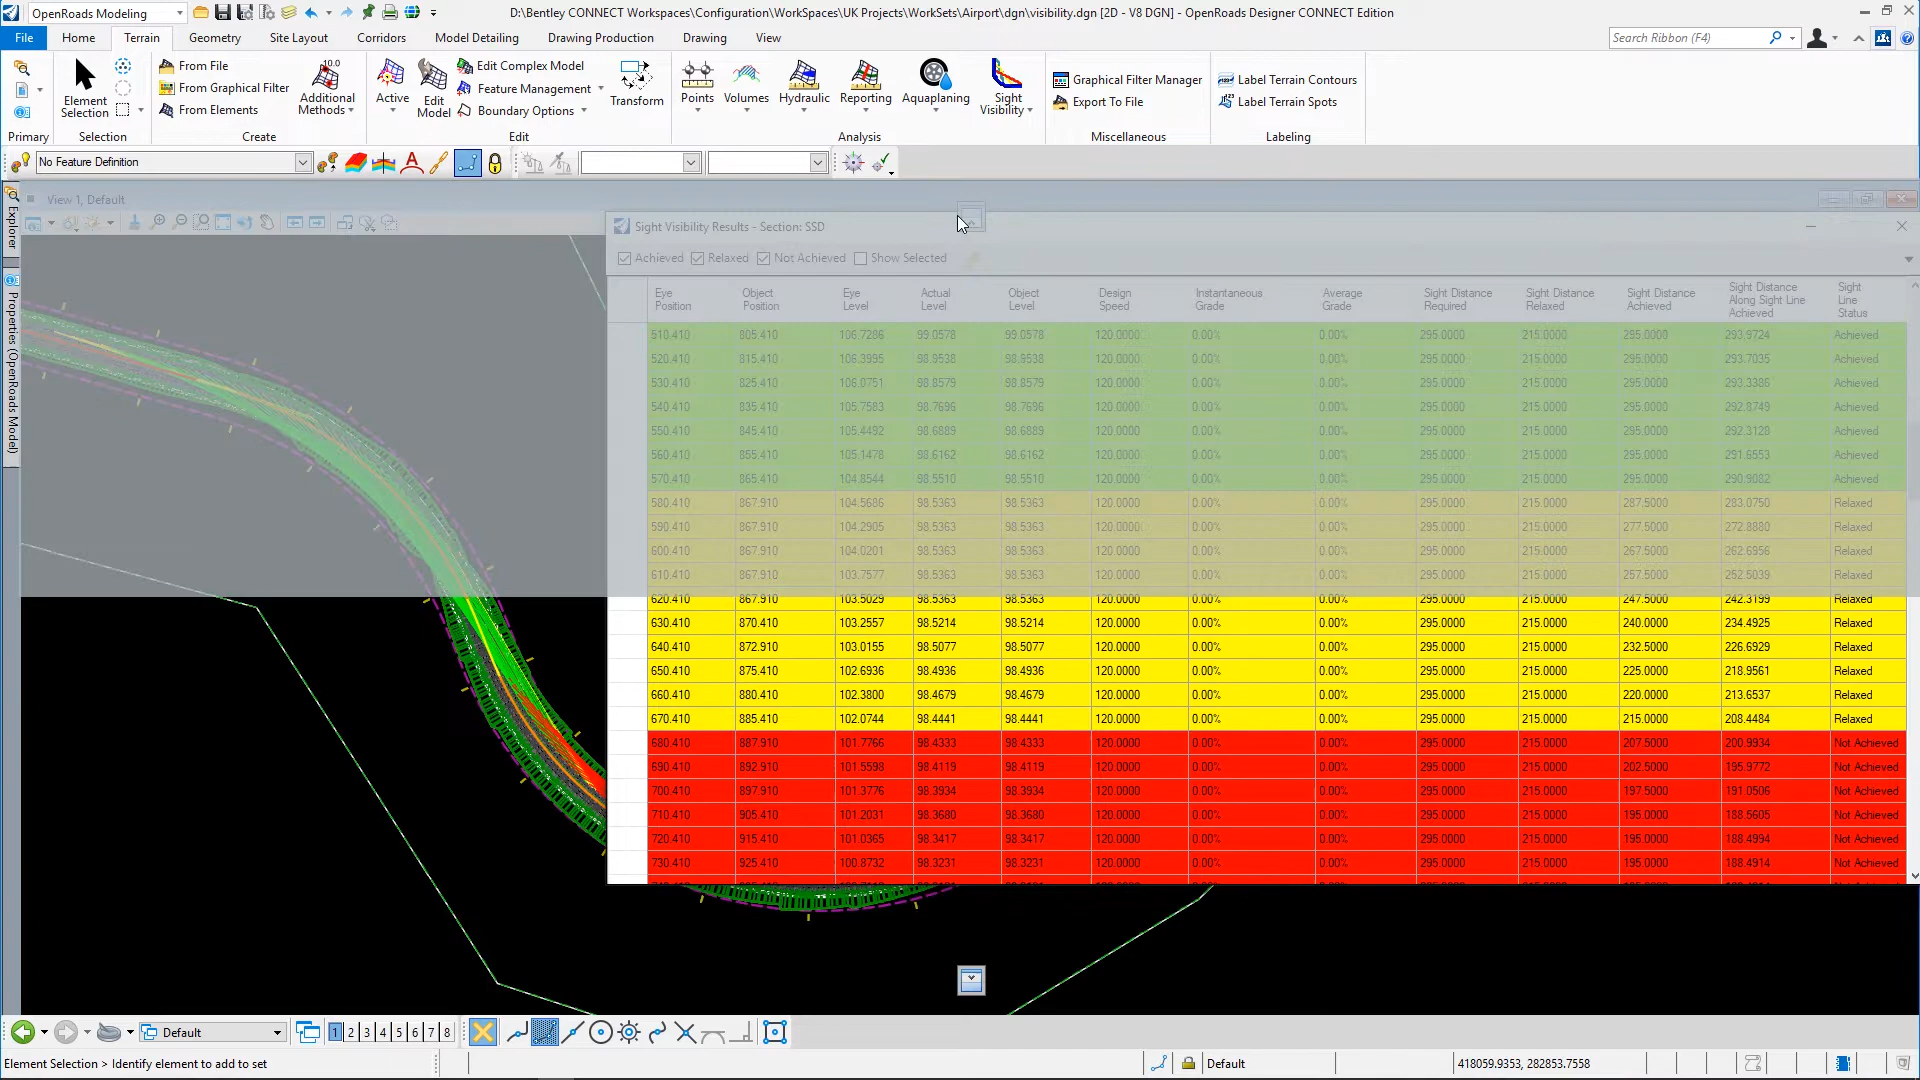 OpenRoads Modeling
D:\Bentley CONNECT Workspaces\Configuration\WorkSpaces\UK Projects\WorkSets\Airport\dgn\visibility.dgn [2D - V8 DGN] - OpenRoads Designer CONNECT Edition
File Home Terrain Geometry Site Layout Corridors Model Detailing Drawing Production Drawing View
Search Ribbon (F4)
Element Selection
From File
From Graphical Filter
From Elements
10.0
Additional Methods
Active
Edit Model
Edit Complex Model
Feature Management
Boundary Options
Transform
Points
Volumes
Hydraulic
Reporting
Aquaplaning
Sight Visibility
Graphical Filter Manager
Export To File
Label Terrain Contours
Label Terrain Spots
Primary Selection Create Edit Analysis Miscellaneous Labeling
No Feature Definition
Explorer
Properties (OpenRoads Model)
View 1, Default
Sight Visibility Results - Section: SSD
Achieved Relaxed Not Achieved Show Selected
Eye Position Object Position Eye Level Actual Level Object Level Design Speed Instantaneous Grade Average Grade Sight Distance Required Sight Distance Relaxed Sight Distance Achieved Sight Distance Along Sight Line Achieved Sight Line Status
510.410 805.410 106.7286 99.0578 99.0578 120.0000 0.00% 0.00% 295.0000 215.0000 295.0000 293.9724 Achieved
520.410 815.410 106.3995 98.9538 98.9538 120.0000 0.00% 0.00% 295.0000 215.0000 295.0000 293.7035 Achieved
530.410 825.410 106.0751 98.8579 98.8579 120.0000 0.00% 0.00% 295.0000 215.0000 295.0000 293.3386 Achieved
540.410 835.410 105.7583 98.7696 98.7696 120.0000 0.00% 0.00% 295.0000 215.0000 295.0000 292.8749 Achieved
550.410 845.410 105.4492 98.6889 98.6889 120.0000 0.00% 0.00% 295.0000 215.0000 295.0000 292.3128 Achieved
560.410 855.410 105.1478 98.6162 98.6162 120.0000 0.00% 0.00% 295.0000 215.0000 295.0000 291.6553 Achieved
570.410 865.410 104.8544 98.5510 98.5510 120.0000 0.00% 0.00% 295.0000 215.0000 295.0000 290.9082 Achieved
580.410 867.910 104.5686 98.5363 98.5363 120.0000 0.00% 0.00% 295.0000 215.0000 287.5000 283.0750 Relaxed
590.410 867.910 104.2905 98.5363 98.5363 120.0000 0.00% 0.00% 295.0000 215.0000 277.5000 272.8880 Relaxed
600.410 867.910 104.0201 98.5363 98.5363 120.0000 0.00% 0.00% 295.0000 215.0000 267.5000 262.6956 Relaxed
610.410 867.910 103.7577 98.5363 98.5363 120.0000 0.00% 0.00% 295.0000 215.0000 257.5000 252.5039 Relaxed
620.410 867.910 103.5029 98.5363 98.5363 120.0000 0.00% 0.00% 295.0000 215.0000 247.5000 242.3199 Relaxed
630.410 870.410 103.2557 98.5214 98.5214 120.0000 0.00% 0.00% 295.0000 215.0000 240.0000 234.4925 Relaxed
640.410 872.910 103.0155 98.5077 98.5077 120.0000 0.00% 0.00% 295.0000 215.0000 232.5000 226.6929 Relaxed
650.410 875.410 102.6936 98.4936 98.4936 120.0000 0.00% 0.00% 295.0000 215.0000 225.0000 218.9561 Relaxed
660.410 880.410 102.3800 98.4679 98.4679 120.0000 0.00% 0.00% 295.0000 215.0000 220.0000 213.6537 Relaxed
670.410 885.410 102.0744 98.4441 98.4441 120.0000 0.00% 0.00% 295.0000 215.0000 215.0000 208.4484 Relaxed
680.410 887.910 101.7766 98.4333 98.4333 120.0000 0.00% 0.00% 295.0000 215.0000 207.5000 200.9934 Not Achieved
690.410 892.910 101.5598 98.4119 98.4119 120.0000 0.00% 0.00% 295.0000 215.0000 202.5000 195.9772 Not Achieved
700.410 897.910 101.3776 98.3934 98.3934 120.0000 0.00% 0.00% 295.0000 215.0000 197.5000 191.0506 Not Achieved
710.410 905.410 101.2031 98.3680 98.3680 120.0000 0.00% 0.00% 295.0000 215.0000 195.0000 188.5605 Not Achieved
720.410 915.410 101.0365 98.3417 98.3417 120.0000 0.00% 0.00% 295.0000 215.0000 195.0000 188.4994 Not Achieved
730.410 925.410 100.8732 98.3231 98.3231 120.0000 0.00% 0.00% 295.0000 215.0000 195.0000 188.4914 Not Achieved
Default 1 2 3 4 5 6 7 8
Element Selection > Identify element to add to set
Default
418059.9353, 282853.7558